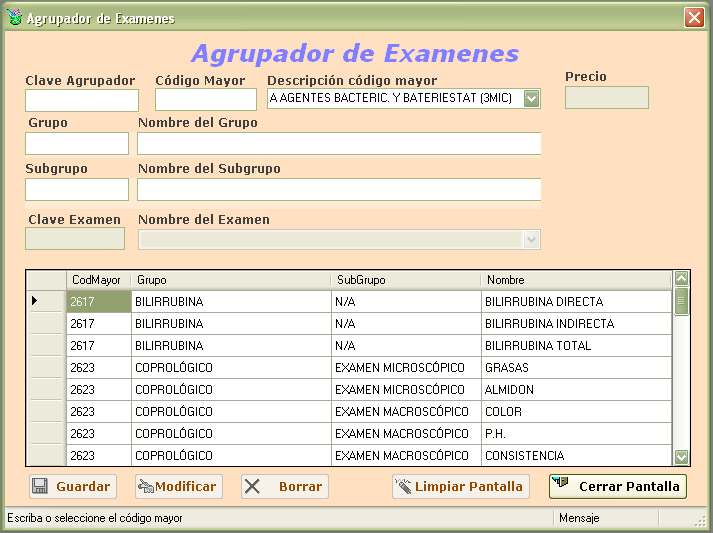 Agrupador de Examenes
Agrupador de Examenes
Clave Agrupador Código Mayor Descripción código mayor Precio
A AGENTES BACTERIC. Y BATERIESTAT (3MIC)
Grupo Nombre del Grupo
Subgrupo Nombre del Subgrupo
Clave Examen Nombre del Examen
CodMayor Grupo SubGrupo Nombre
2617 BILIRRUBINA N/A BILIRRUBINA DIRECTA
2617 BILIRRUBINA N/A BILIRRUBINA INDIRECTA
2617 BILIRRUBINA N/A BILIRRUBINA TOTAL
2623 COPROLÓGICO EXAMEN MICROSCÓPICO GRASAS
2623 COPROLÓGICO EXAMEN MICROSCÓPICO ALMIDON
2623 COPROLÓGICO EXAMEN MACROSCÓPICO COLOR
2623 COPROLÓGICO EXAMEN MACROSCÓPICO P.H.
2623 COPROLÓGICO EXAMEN MACROSCÓPICO CONSISTENCIA
Guardar Modificar Borrar Limpiar Pantalla Cerrar Pantalla
Escriba o seleccione el código mayor Mensaje